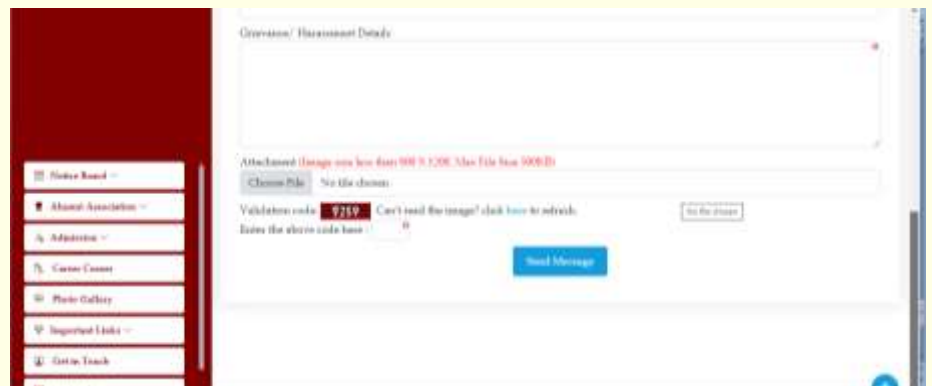 Grievance/ Harassment Details
*
Attachment (Image size less than 900 X 1200, Max File Size 500KB)
Choose File No file chosen
Validation code 9259 Can't read the image? click here to refresh.
No file chosen
Enter the above code here *
Send Message
Notice Board
Alumni Association
Admission
Career Corner
Photo Gallery
Important Links
Get in Touch